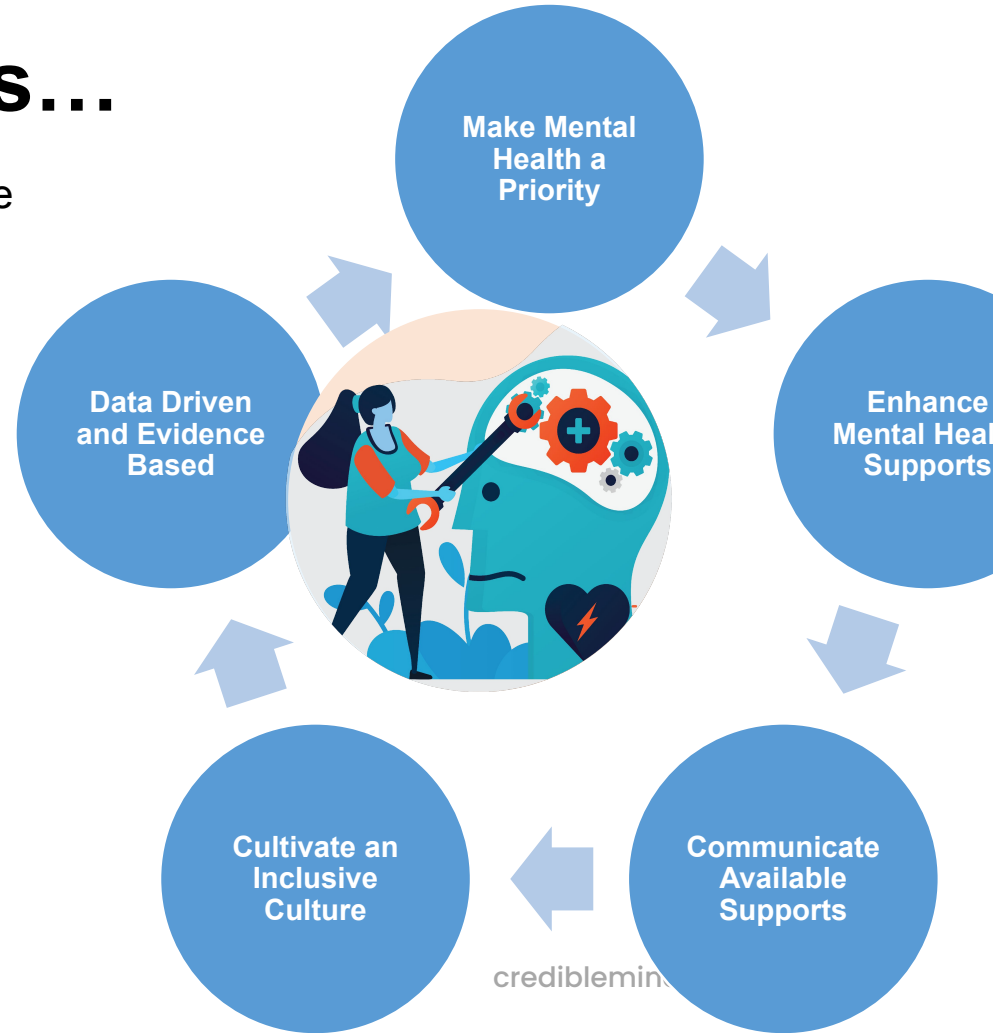 s...
e
Make Mental
Health a
Priority
Data Driven
and Evidence
Based
Enhance
Mental Heal
Supports
Cultivate an
Inclusive
Culture
Communicate
Available
Supports
crediblemin